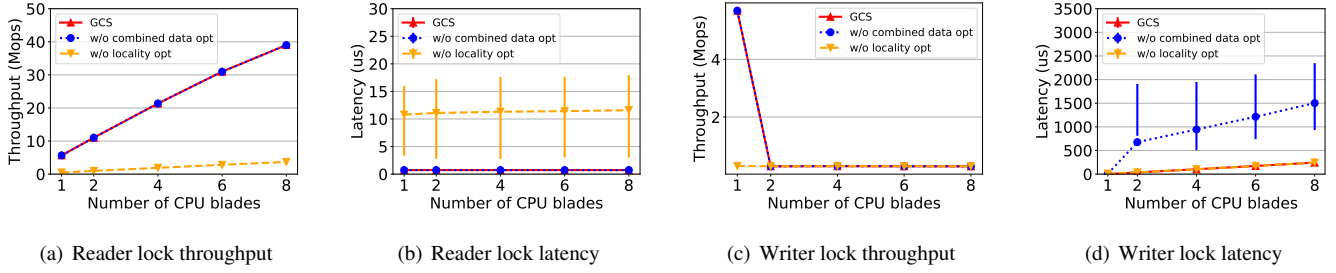 50
40
30
20
10
0
Throughput (Mops)
GCS
w/o combined data opt
w/o locality opt
1 2 4 6 8
Number of CPU blades
(a) Reader lock throughput
30
25
20
15
10
5
0
Latency (us)
GCS
w/o combined data opt
w/o locality opt
1 2 4 6 8
Number of CPU blades
(b) Reader lock latency
4
2
Throughput (Mops)
GCS
w/o combined data opt
w/o locality opt
1 2 4 6 8
Number of CPU blades
(c) Writer lock throughput
3500
3000
2500
2000
1500
1000
500
0
Latency (us)
GCS
w/o combined data opt
w/o locality opt
1 2 4 6 8
Number of CPU blades
(d) Writer lock latency